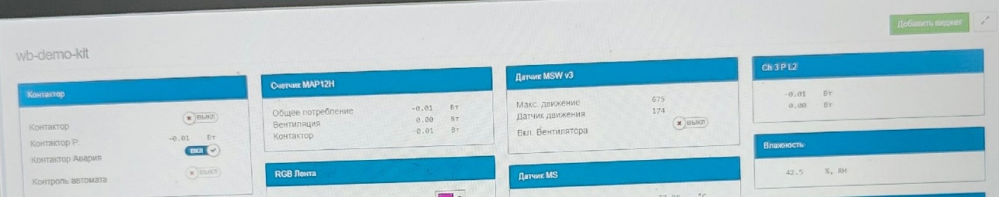 Добавить виджет
wb-demo-kit
Контактор
Контактор ВЫКЛ
Контактор P. -0.01 Вт
Контактор Авария ВКЛ
Контроль автомата ВЫКЛ
Счетчик MAP12H
Общее потребление -0.01 Вт
Вентиляция 0.00 Вт
Контактор -0.01 Вт
RGB Лента
Датчик MSW v3
Макс. движение 675
Датчик движения 174
Вкл. Вентилятора ВЫКЛ
Датчик MS
°C
Ch 3 P L2
-0.01 Вт
0.00 Вт
Влажность
42.5 %, RH